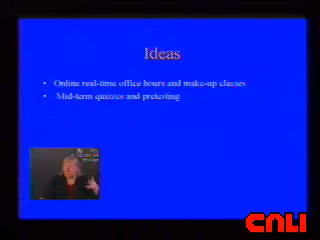 Ideas
• Online real-time office hours and make-up classes
• Mid-term quizzes and pretesting
CNLI